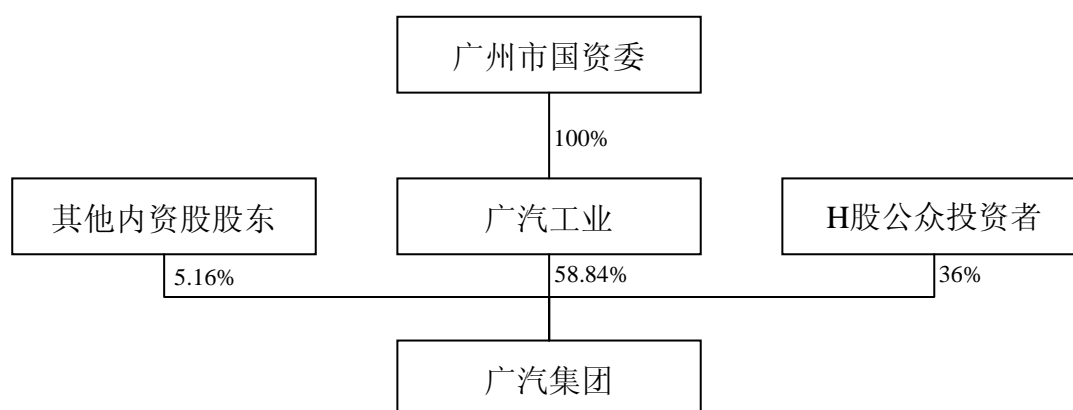 广州市国资委
100%
其他内资股股东
广汽工业
H股公众投资者
5.16%
58.84%
36%
广汽集团